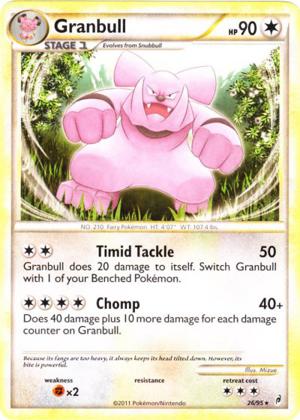 Granbull
HP 90
STAGE 1
Evolves from Snubbull
NO. 210 Fairy Pokémon HT: 4'07" WT: 107.4 lbs.
Timid Tackle 50
Granbull does 20 damage to itself. Switch Granbull
with 1 of your Benched Pokémon.
Chomp 40+
Does 40 damage plus 10 more damage for each
damage counter on Granbull.
Because its fangs are too heavy, it always keeps its head tilted down. However,
its Bite is powerful.
Illus. Mizue
weakness resistance retreat cost
×2
©2011 Pokémon/Nintendo 26/95 ★